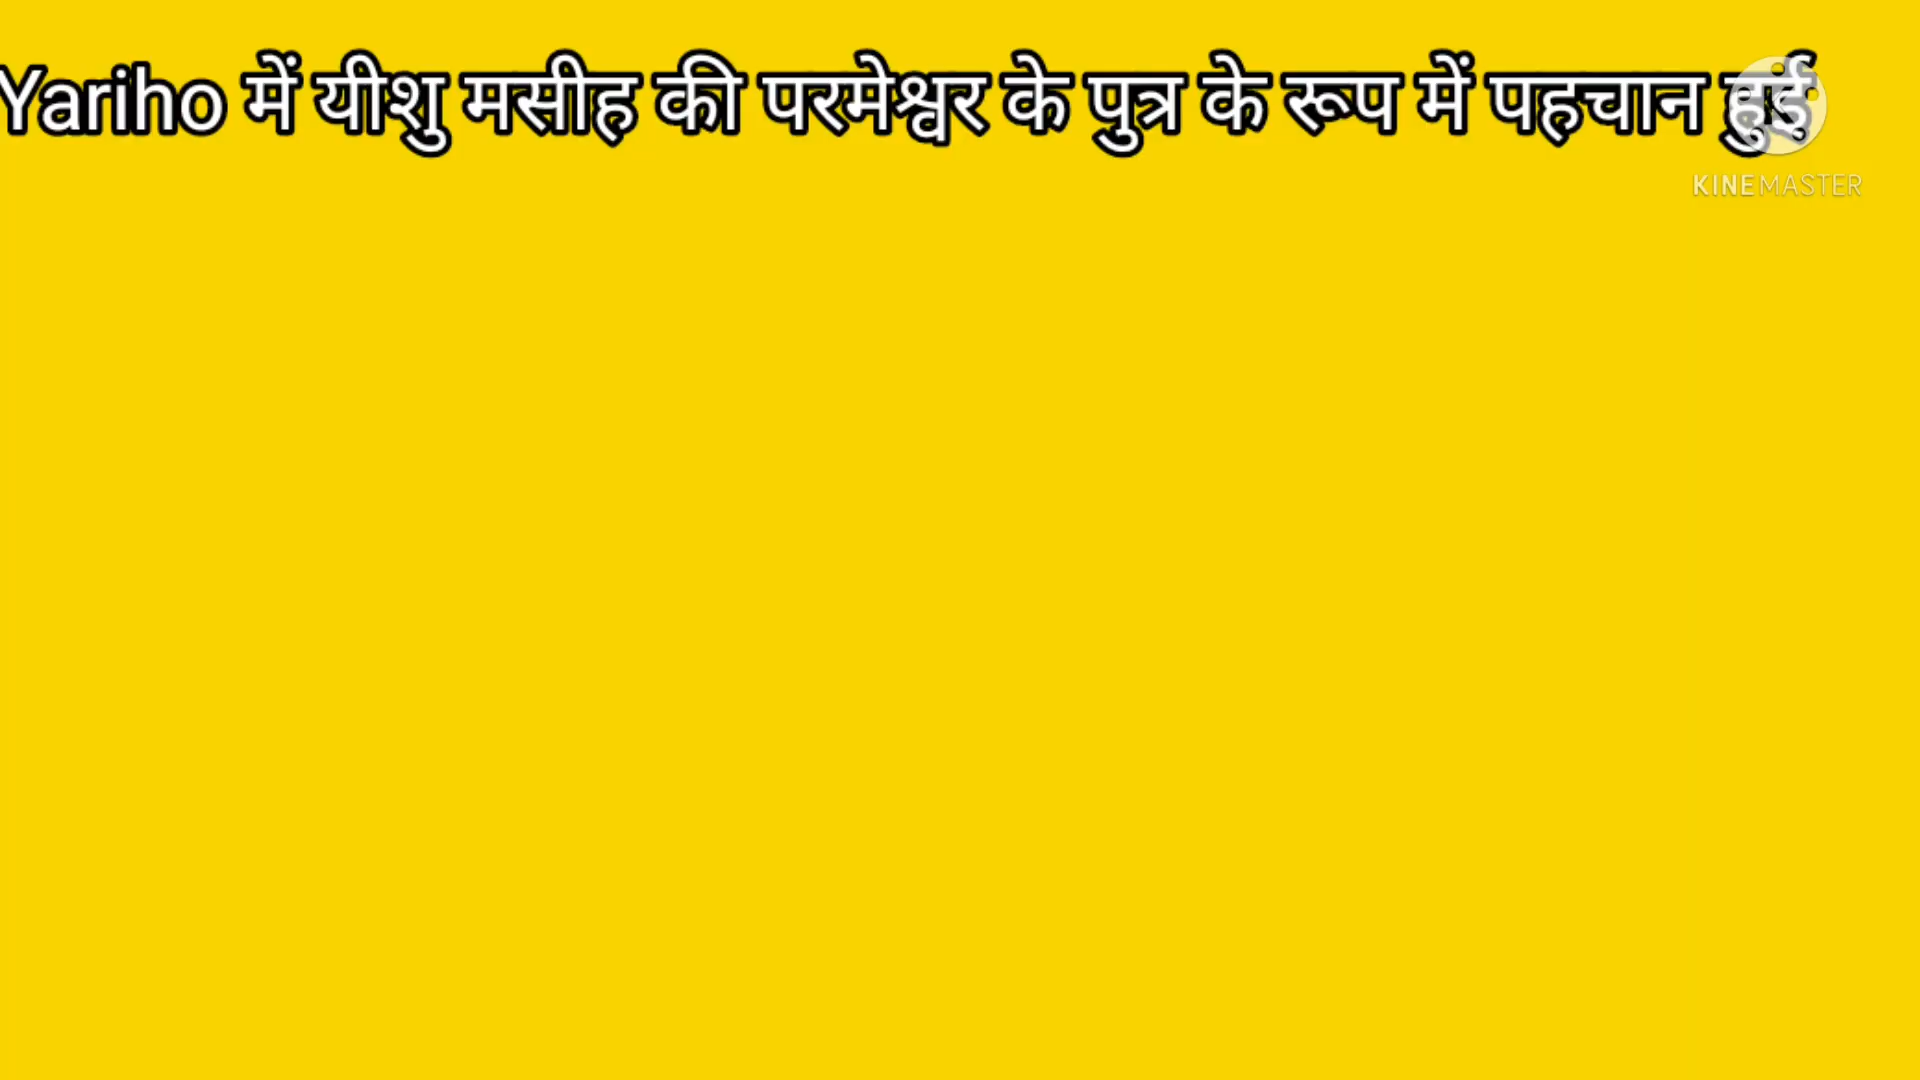 Yariho में यीशु मसीह की परमेश्वर के पुत्र के रूप में पहचान हुई
KINEMASTER